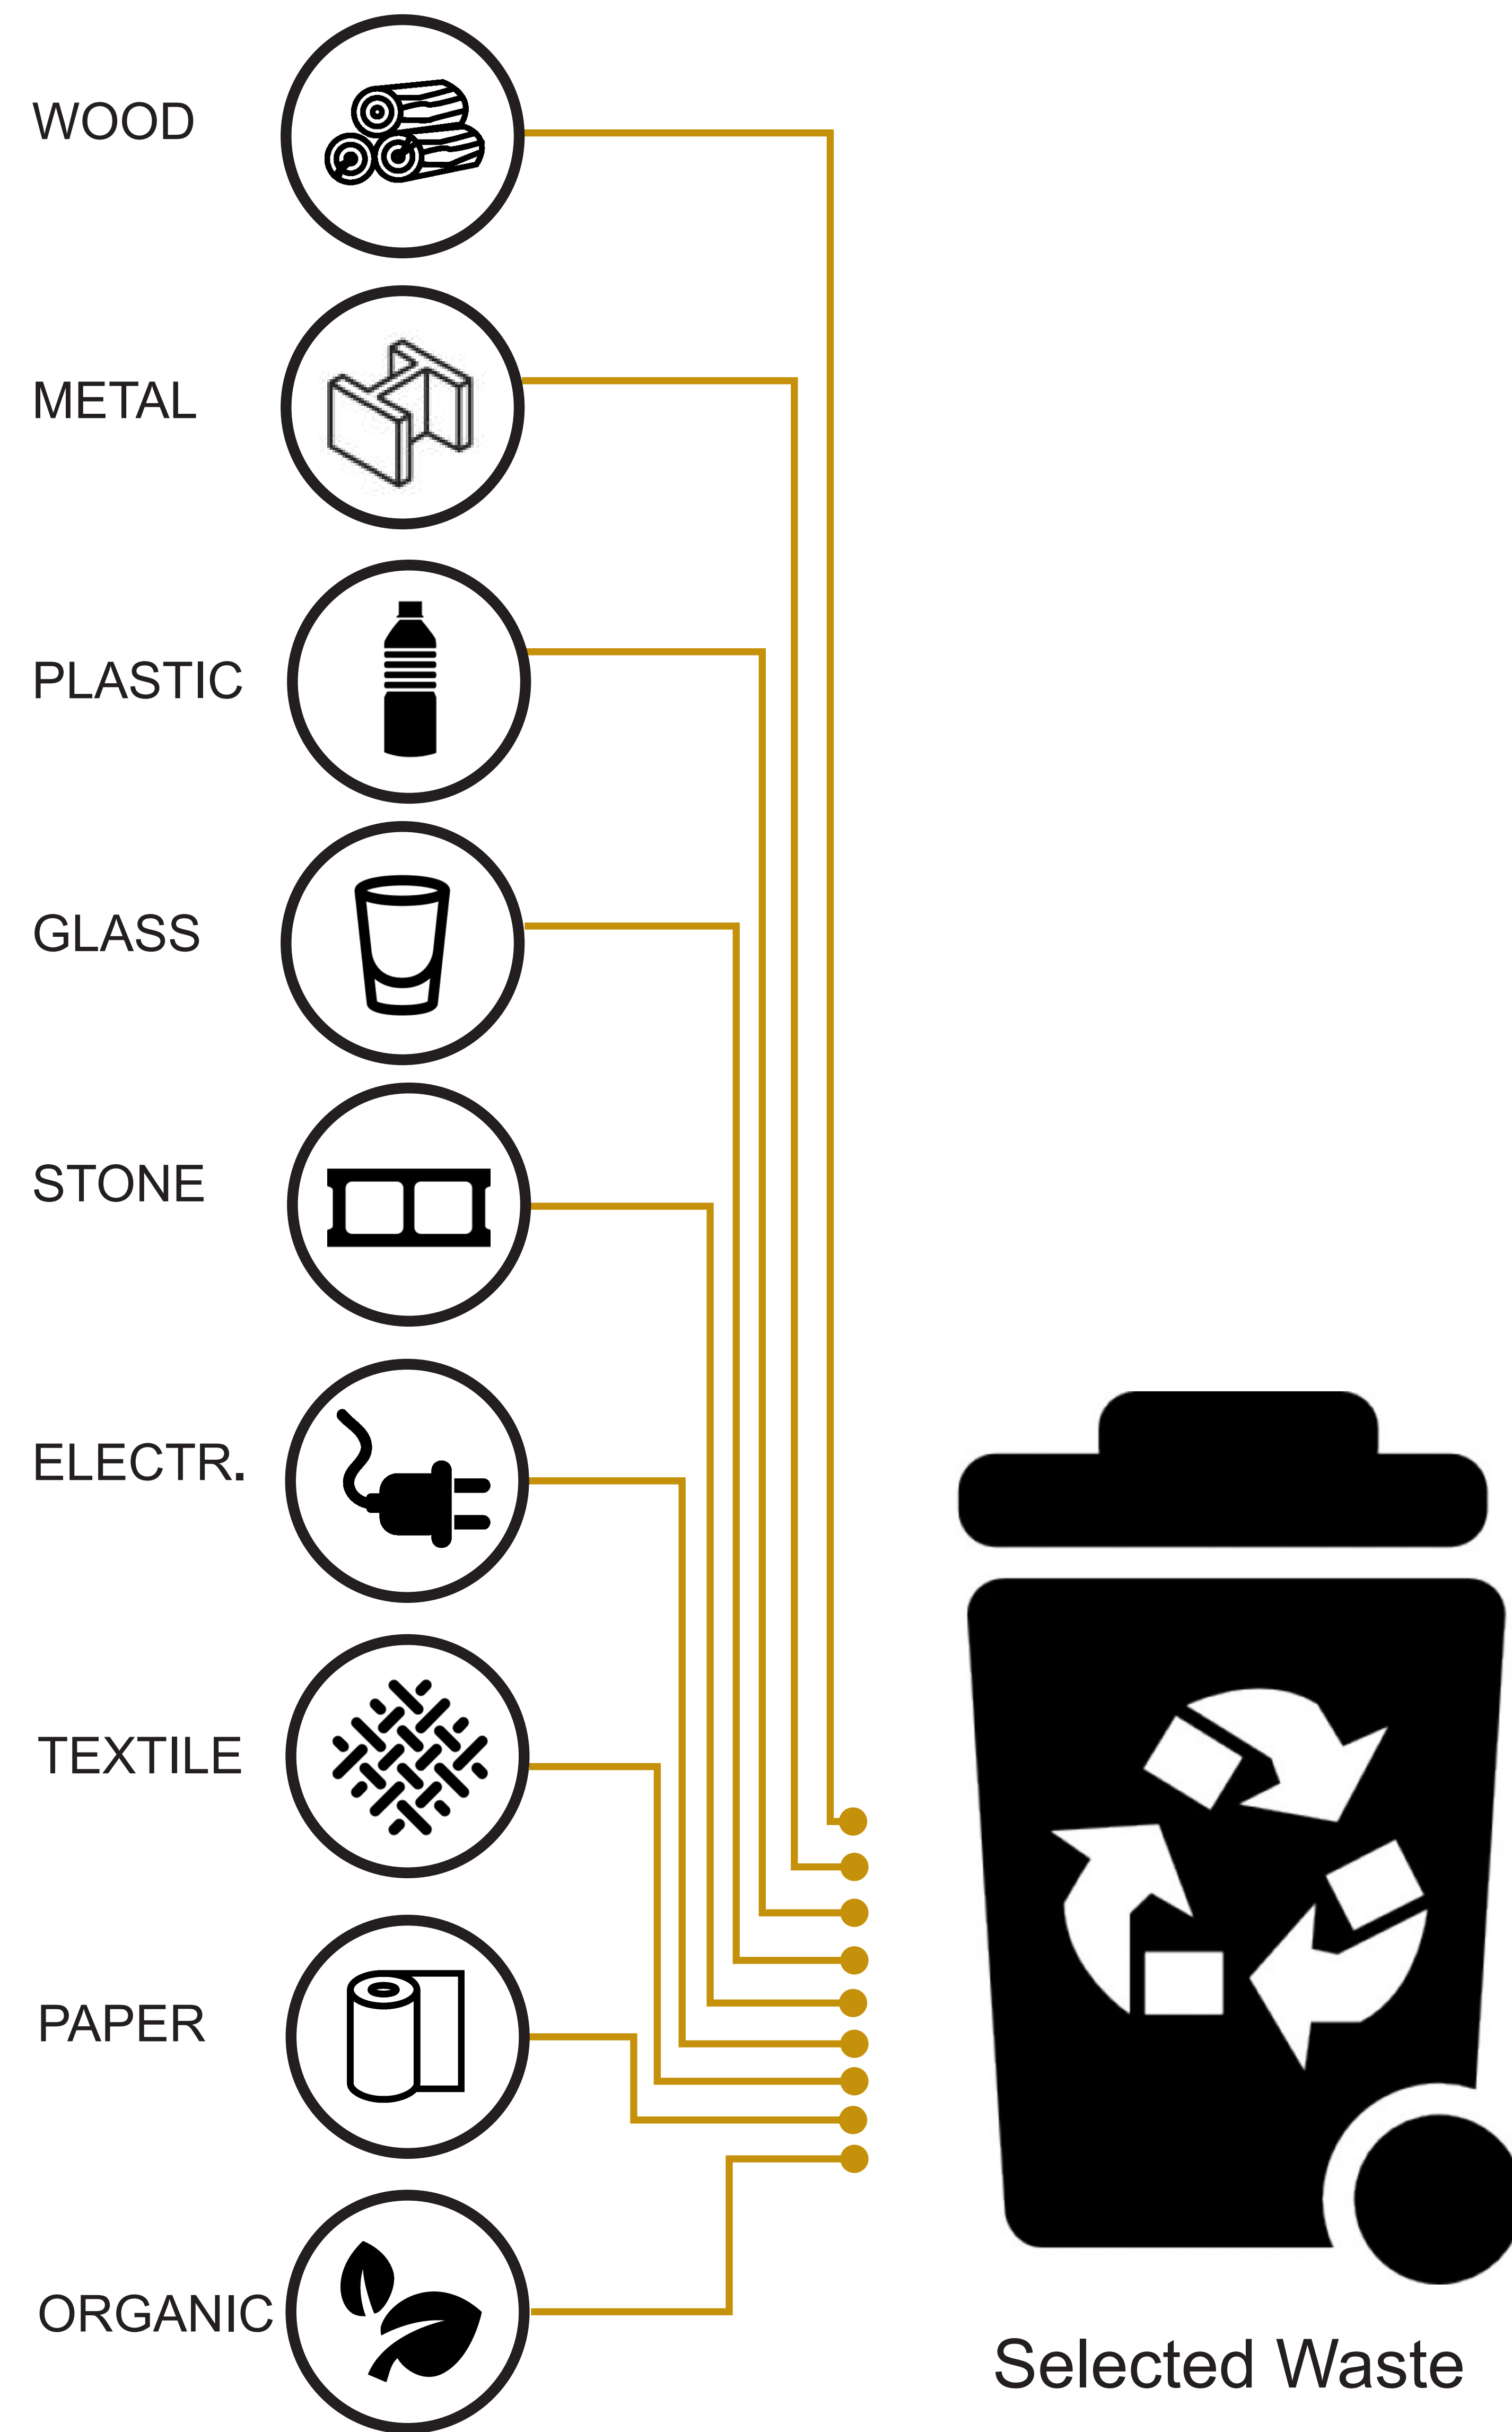 WOOD
METAL
PLASTIC
GLASS
STONE
ELECTR.
TEXTILE
PAPER
ORGANIC
Selected Waste